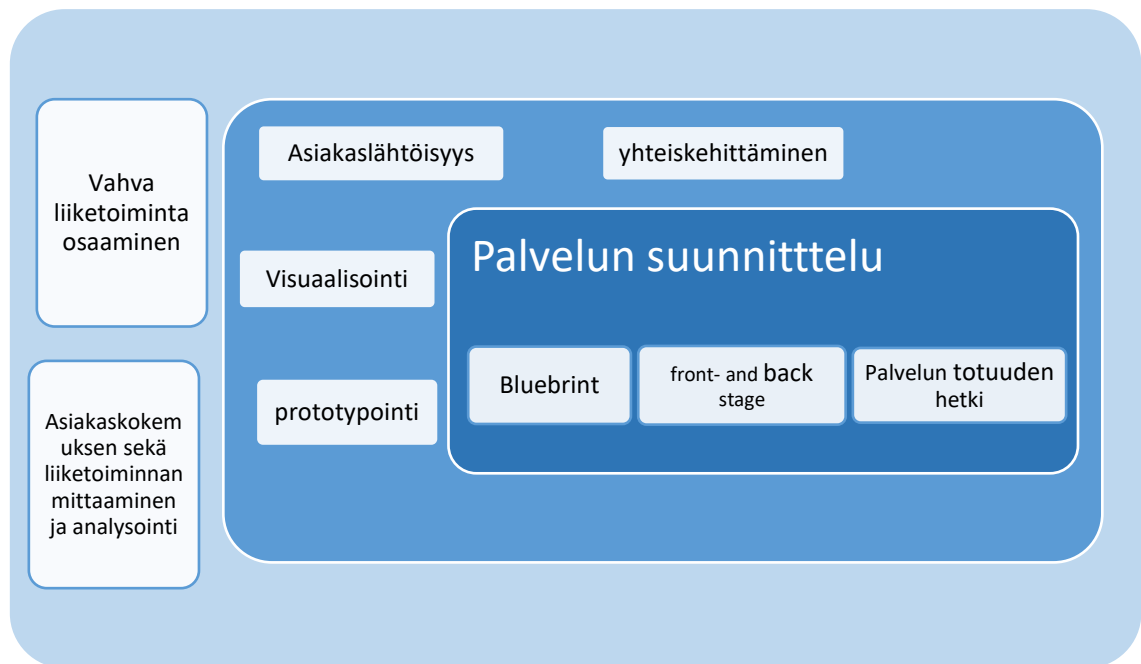 Vahva
liiketoiminta
osaaminen
Asiakaskokem
uksen sekä
liiketoiminnan
mittaaminen
ja analysointi
Asiakaslähtöisyys
yhteiskehittäminen
Visuaalisointi
prototypointi
Palvelun suunnitttelu
Bluebrint
front- and back
stage
Palvelun totuuden
hetki